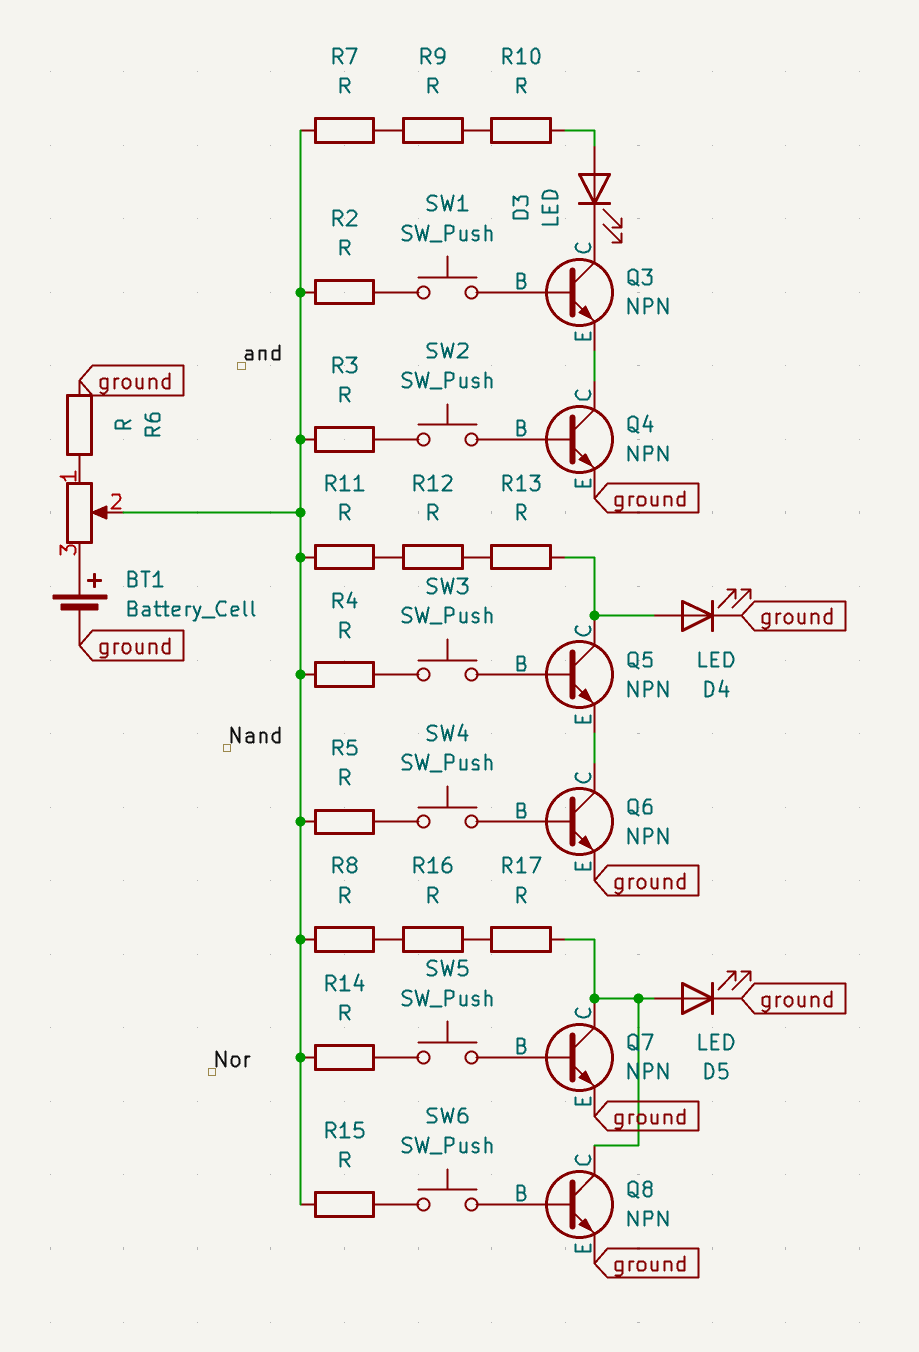 R7 R9 R10
R R R
D3
LED
SW1
SW_Push
R2
R
C
B
E
Q3
NPN
and
SW2
SW_Push
R3
R
C
B
E
Q4
NPN
ground
ground
R
R6
1
2
3
+
BT1
Battery_Cell
ground
R11 R12 R13
R R R
SW3
SW_Push
R4
R
C
B
E
Q5
NPN
ground
LED
D4
Nand
SW4
SW_Push
R5
R
C
B
E
Q6
NPN
ground
R8 R16 R17
R R R
SW5
SW_Push
R14
R
C
B
E
Q7
NPN
ground
LED
D5
ground
Nor
SW6
SW_Push
R15
R
C
B
E
Q8
NPN
ground